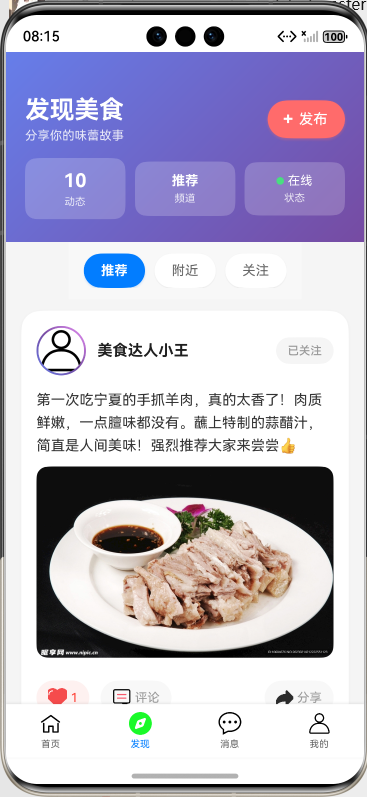 ster
08:15
100
发现美食
分享你的味蕾故事
+ 发布
10
动态
推荐
频道
在线
状态
推荐
附近
关注
美食达人小王
已关注
第一次吃宁夏的手抓羊肉，真的太香了！肉质
鲜嫩，一点膻味都没有。蘸上特制的蒜醋汁，
简直是人间美味！强烈推荐大家来尝尝👍
昵享网 www.nipic.cn
1
评论
分享
首页
发现
消息
我的